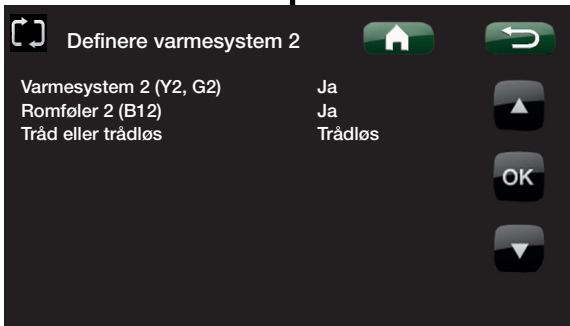 Definere varmesystem 2
Varmesystem 2 (Y2, G2) Ja
Romføler 2 (B12) Ja
Tråd eller trådløs Trådløs
OK